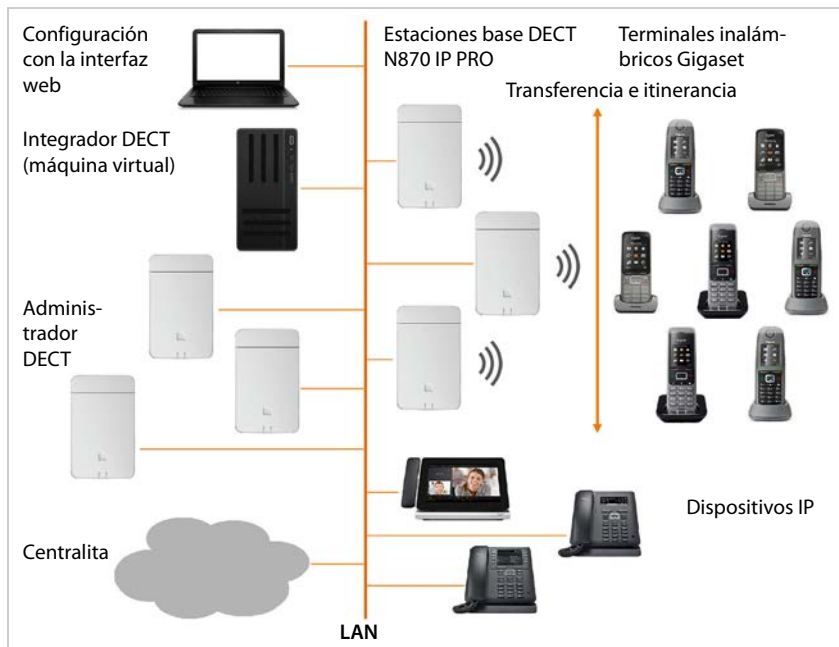 Configuración
con la interfaz
web
Estaciones base DECT
N870 IP PRO
Terminales inalám-
bricos Gigaset
Transferencia e itinerancia
Integrador DECT
(máquina virtual)
Adminis-
trador
DECT
Dispositivos IP
Centralita
LAN